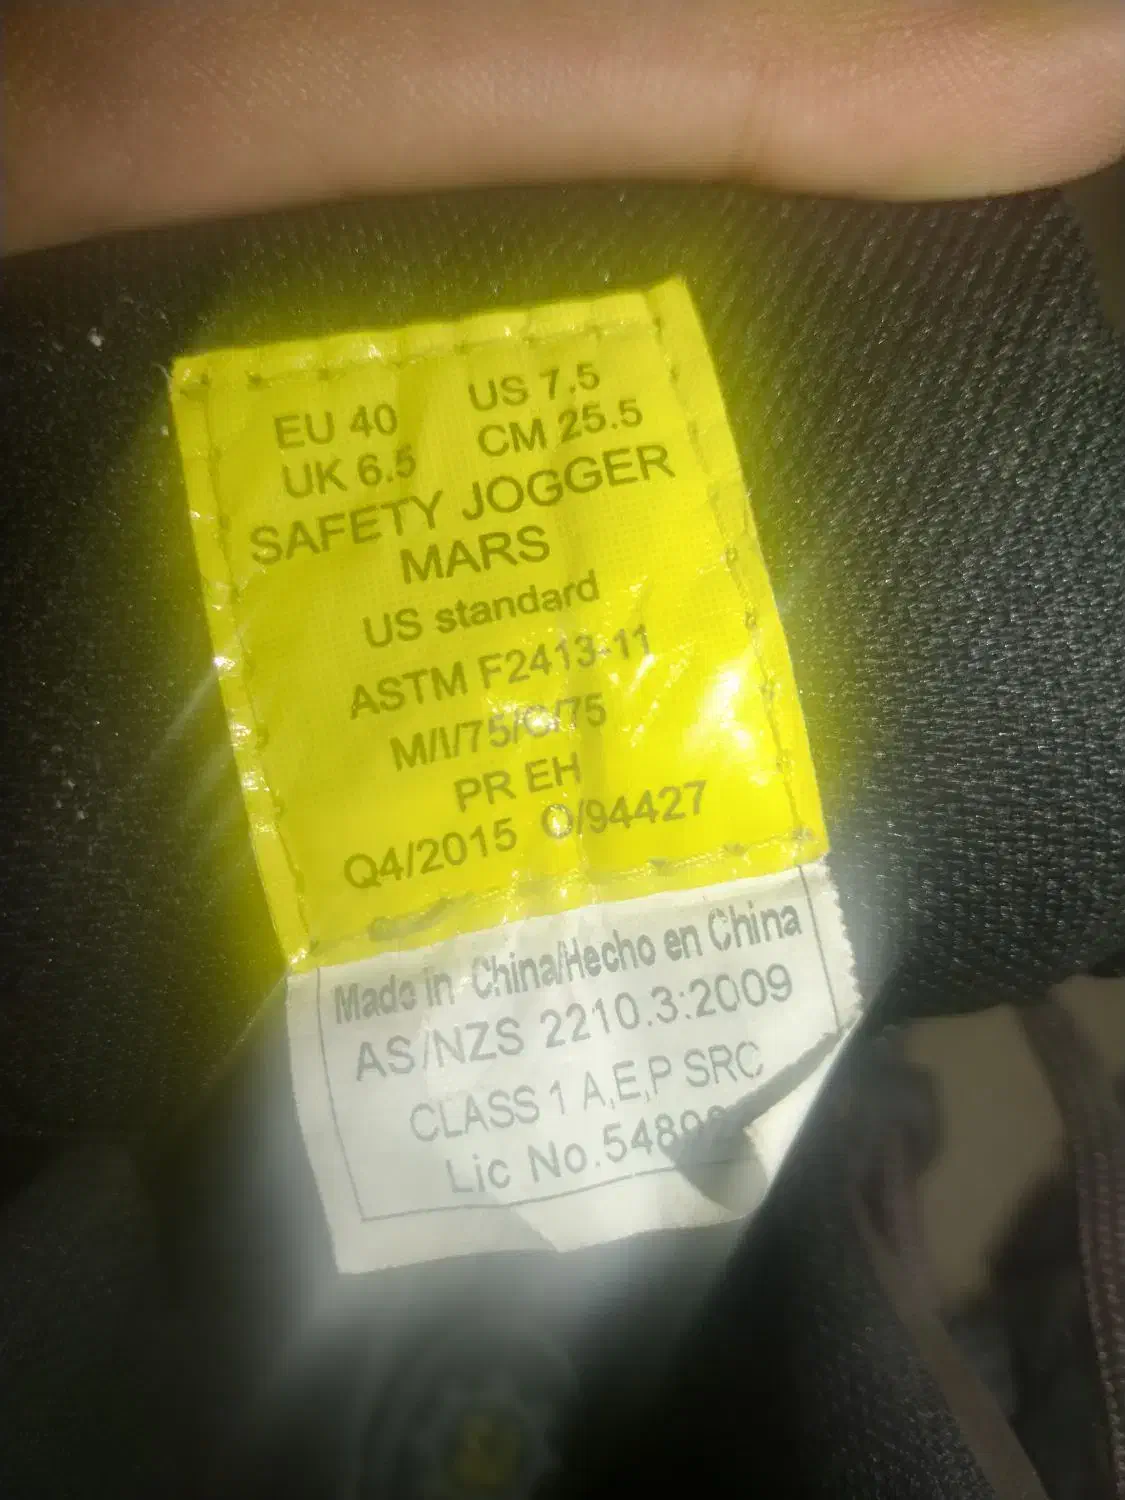 EU 40 US 7.5
UK 6.5 CM 25.5
SAFETY JOGGER
MARS
US standard
ASTM F2413-11
M/I/75/C/75
PR EH
Q4/2015 O/94427
Made in China/Hecho en China
AS/NZS 2210.3:2009
CLASS 1 A,E,P SRC
Lic No.